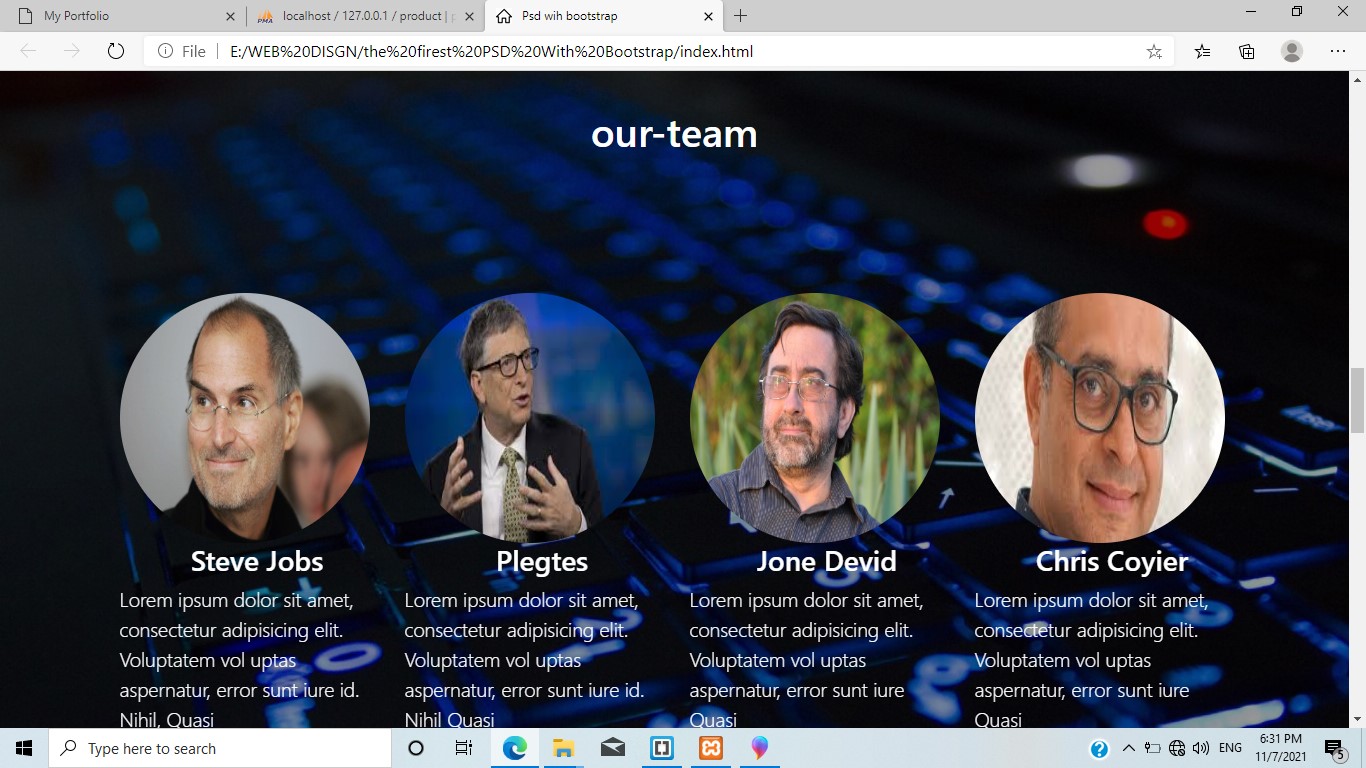 My Portfolio
localhost / 127.0.0.1 / product | p
Psd wih bootstrap
File
E:/WEB%20DISGN/the%20firest%20PSD%20With%20Bootstrap/index.html
our-team
Steve Jobs
Lorem ipsum dolor sit amet,
consectetur adipisicing elit.
Voluptatem vol uptas
aspernatur, error sunt iure id.
Nihil, Quasi
Plegtes
Lorem ipsum dolor sit amet,
consectetur adipisicing elit.
Voluptatem vol uptas
aspernatur, error sunt iure id.
Nihil Quasi
Jone Devid
Lorem ipsum dolor sit amet,
consectetur adipisicing elit.
Voluptatem vol uptas
aspernatur, error sunt iure
Quasi
Chris Coyier
Lorem ipsum dolor sit amet,
consectetur adipisicing elit.
Voluptatem vol uptas
aspernatur, error sunt iure
Quasi
Type here to search
ENG
6:31 PM
11/7/2021
5